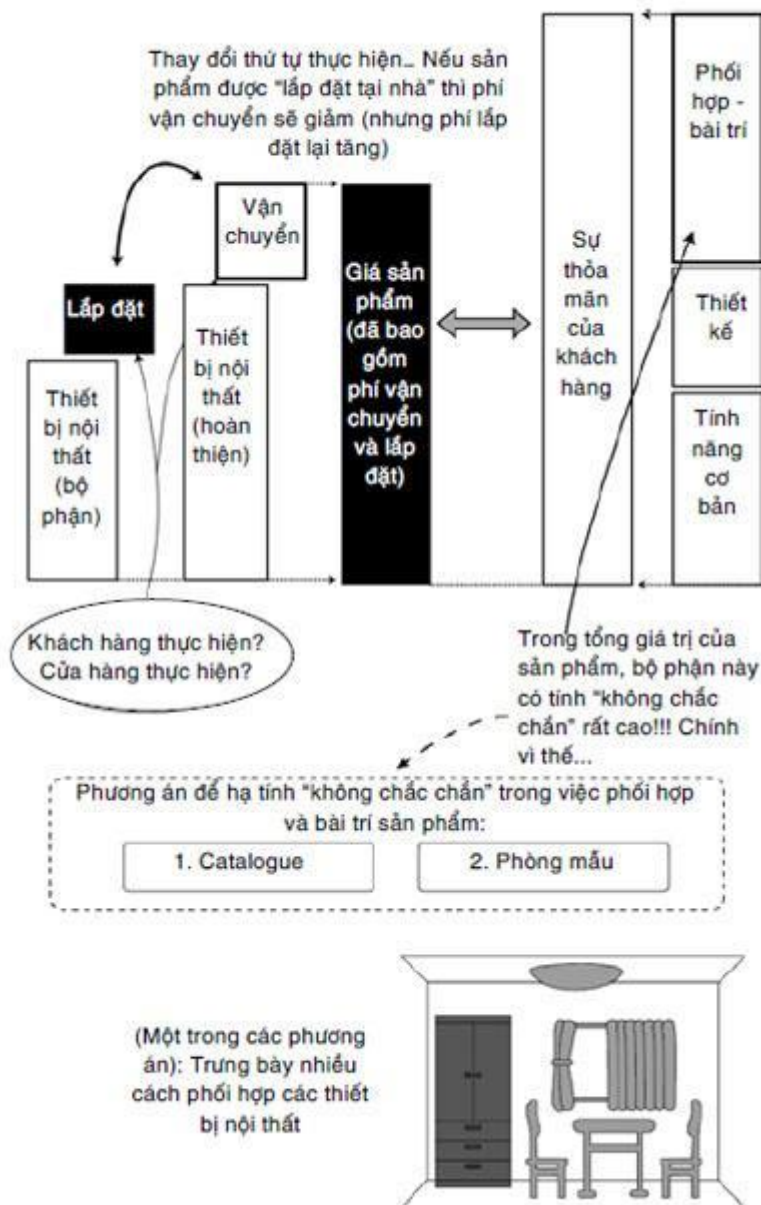 Thay đổi thứ tự thực hiện... Nếu sản
phẩm được “lắp đặt tại nhà” thì phí
vận chuyển sẽ giảm (nhưng phí lắp
đặt lại tăng)
Vận
chuyển
Lắp đặt
Thiết
bị nội
thất
(bộ
phận)
Thiết
bị nội
thất
(hoàn
thiện)
Giá sản
phẩm
(đã bao
gồm
phí vận
chuyển
và lắp
đặt)
Sự
thỏa
mãn
của
khách
hàng
Phối
hợp -
bài trí
Thiết
kế
Tính
năng
cơ
bản
Khách hàng thực hiện?
Cửa hàng thực hiện?
Trong tổng giá trị của
sản phẩm, bộ phận này
có tính “không chắc
chắn” rất cao!!! Chính
vì thế...
Phương án để hạ tính “không chắc chắn” trong việc phối hợp
và bài trí sản phẩm:
1. Catalogue
2. Phòng mẫu
(Một trong các phương
án): Trưng bày nhiều
cách phối hợp các thiết
bị nội thất